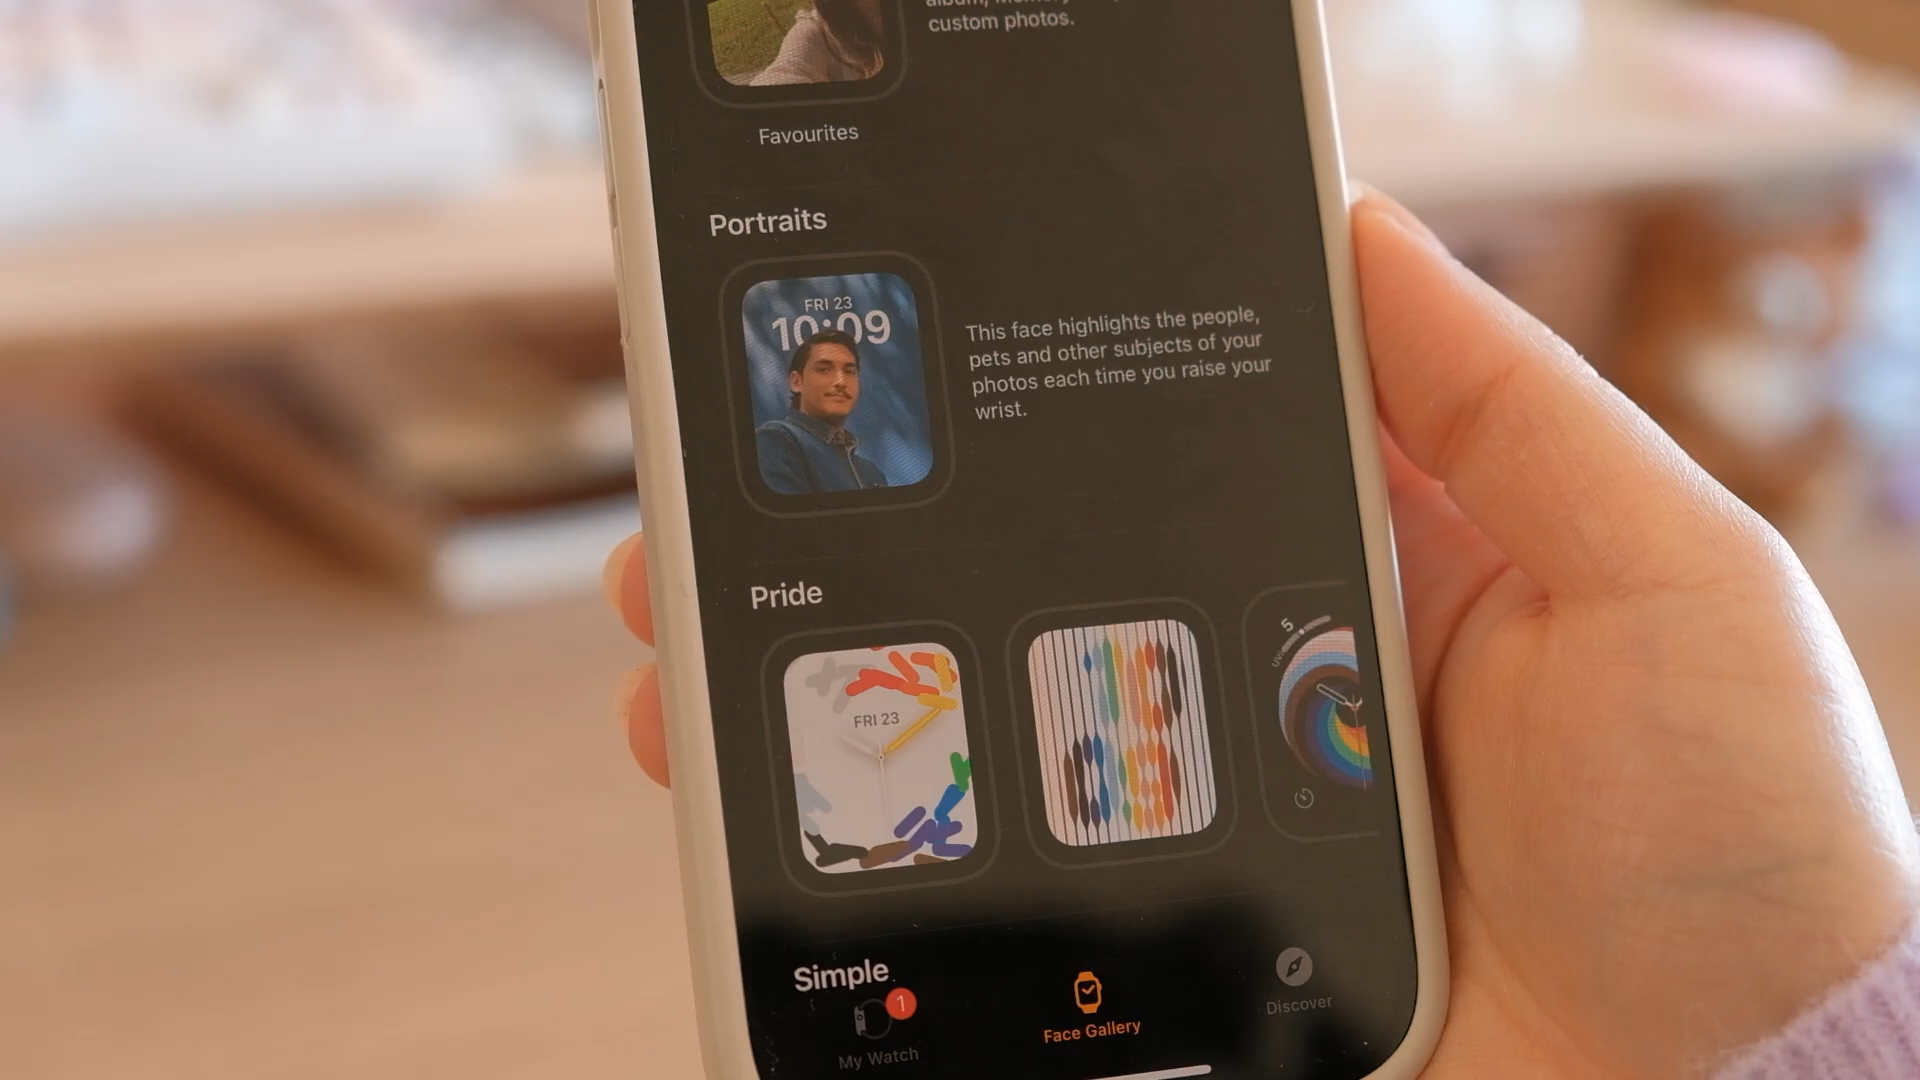 custom photos.
Favourites
Portraits
FRI 23
10:09
This face highlights the people,
pets and other subjects of your
photos each time you raise your
wrist.
Pride
FRI 23
5
UVI
Simple
1
My Watch
Face Gallery
Discover